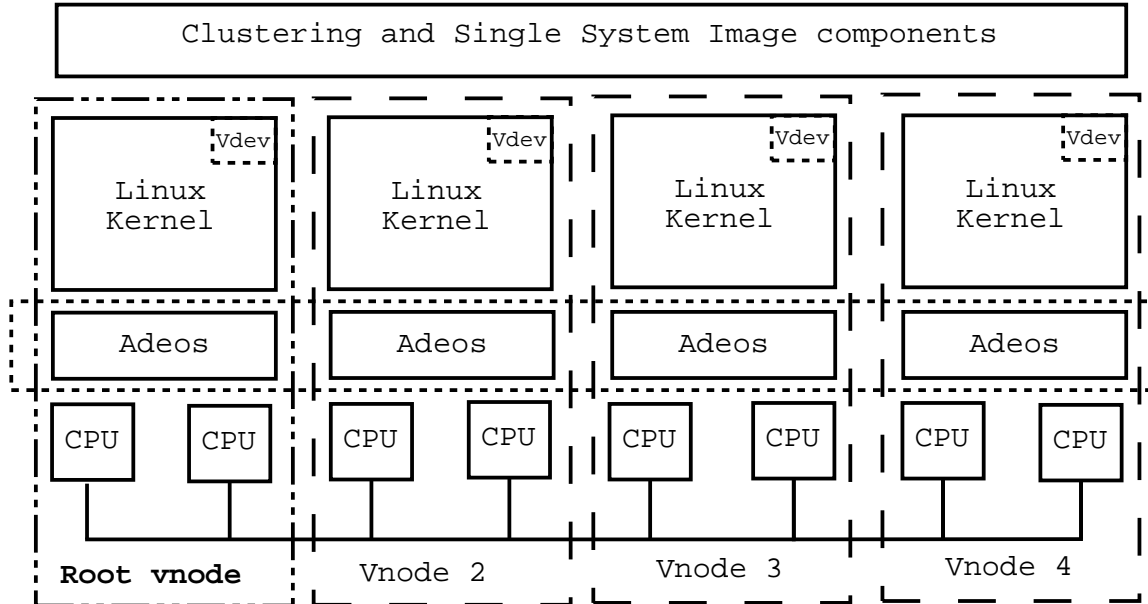 Clustering and Single System Image components
Vdev
Vdev
Vdev
Vdev
Linux
Kernel
Linux
Kernel
Linux
Kernel
Linux
Kernel
Adeos
Adeos
Adeos
Adeos
CPU
CPU
CPU
CPU
CPU
CPU
CPU
CPU
Root vnode
Vnode 2
Vnode 3
Vnode 4